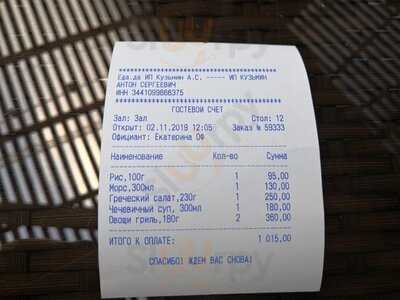 ****************************************
Еда.да ИП Кузьмин А.С. ----- ИП КУЗЬМИН
АНТОН СЕРГЕЕВИЧ
ИНН 3441099866375
****************************************
ГОСТЕВОЙ СЧЕТ
Зал: Зал Стол: 12
Открыт: 02.11.2019 12:05 Заказ № 59333
Официант: Екатерина ОФ
Наименование Кол-во Сумма
Рис,100г 1 95,00
Морс,300мл 1 130,00
Греческий салат,230г 1 250,00
Чечевичный суп, 300мл 1 180,00
Овощи гриль,180г 2 360,00
ИТОГО К ОПЛАТЕ: 1 015,00
СПАСИБО! ЖДЕМ ВАС СНОВА!